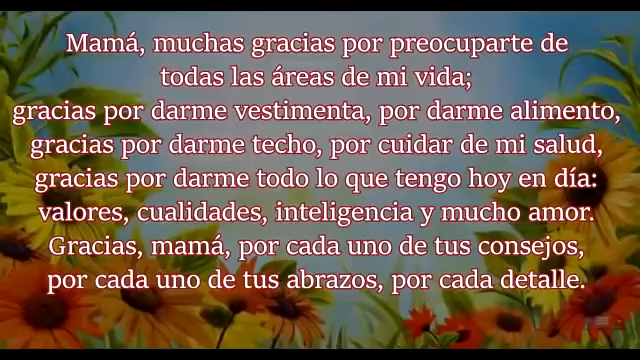 Mamá, muchas gracias por preocuparte de
todas las áreas de mi vida;
gracias por darme vestimenta, por darme alimento,
gracias por darme techo, por cuidar de mi salud,
gracias por darme todo lo que tengo hoy en día:
valores, cualidades, inteligencia y mucho amor.
Gracias, mamá, por cada uno de tus consejos,
por cada uno de tus abrazos, por cada detalle.